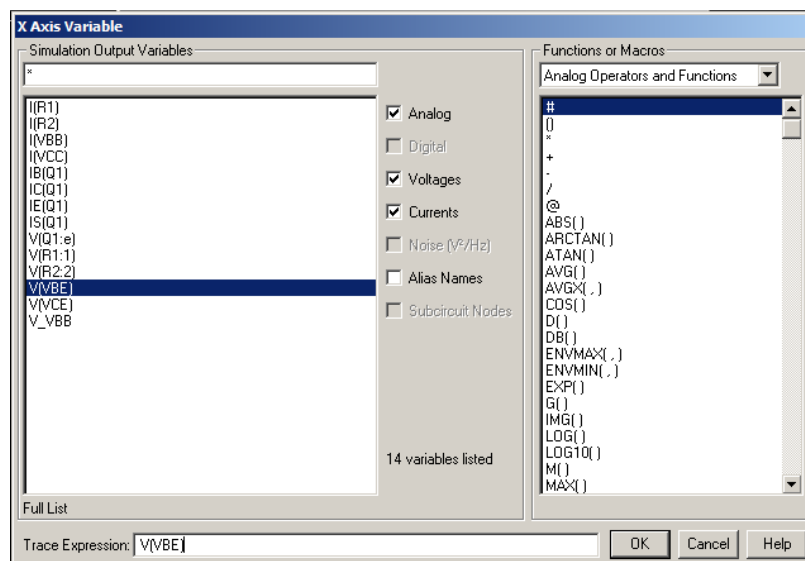 X Axis Variable
Simulation Output Variables
*
I(R1)
I(R2)
I(VBB)
I(VCC)
IB(Q1)
IC(Q1)
IE(Q1)
IS(Q1)
V(Q1:e)
V(R1:1)
V(R2:2)
V(VBE)
V(VCE)
V_VBB
Full List
Analog
Digital
Voltages
Currents
Noise (V²/Hz)
Alias Names
Subcircuit Nodes
14 variables listed
Functions or Macros
Analog Operators and Functions
#
()
*
+
-
/
@
ABS( )
ARCTAN( )
ATAN( )
AVG( )
AVGX( , )
COS( )
D( )
DB( )
ENVMAX( , )
ENVMIN( , )
EXP( )
G( )
IMG( )
LOG( )
LOG10( )
M( )
MAX( )
Trace Expression: V(VBE)
OK
Cancel
Help